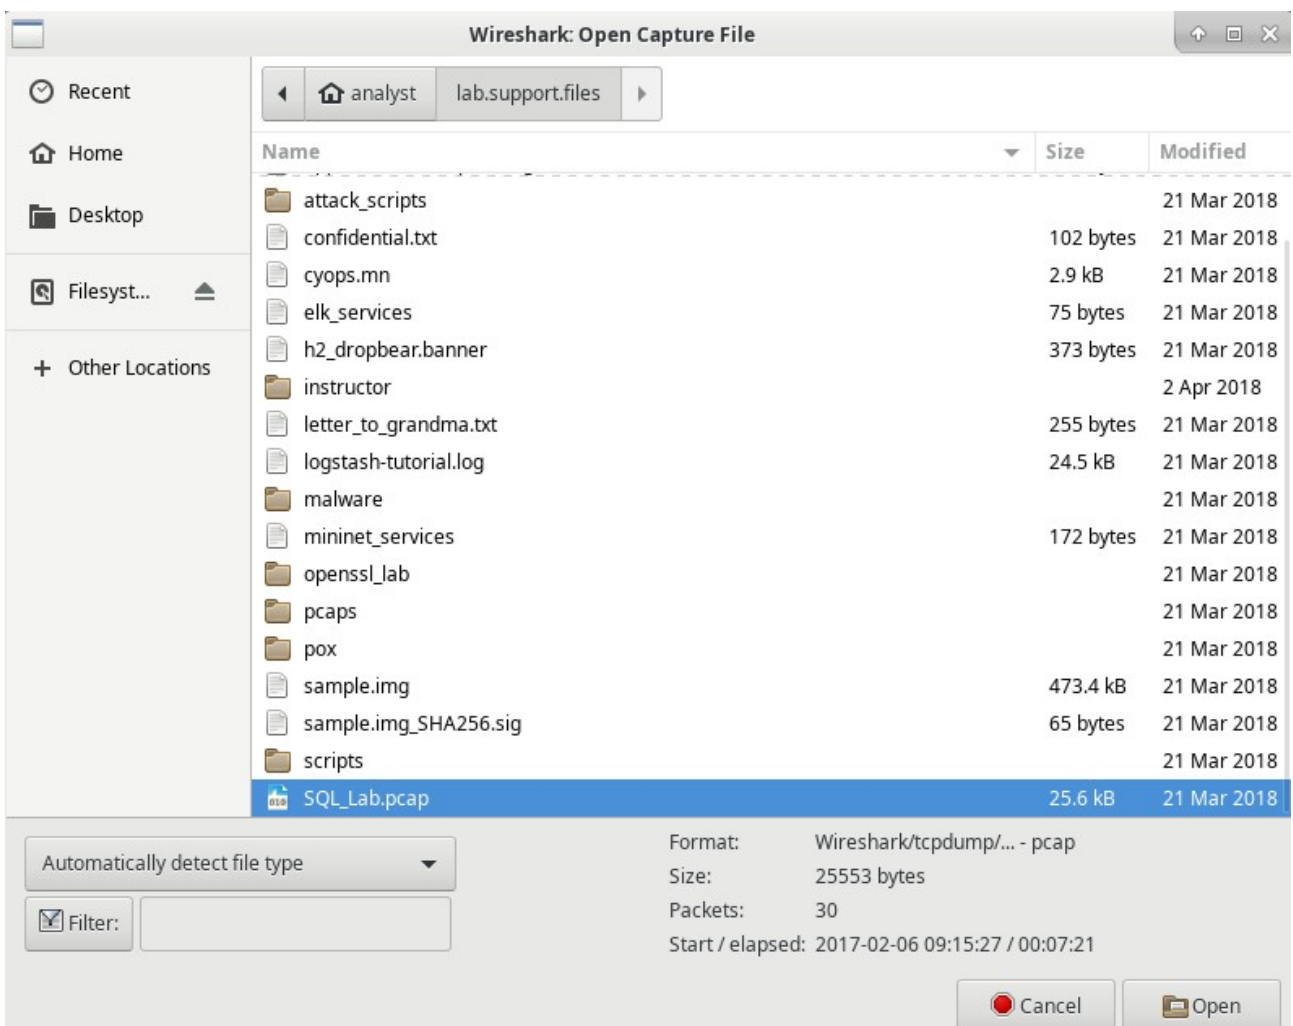 Wireshark: Open Capture File
Recent
Home
Desktop
Filesyst...
+ Other Locations
analyst lab.support.files
Name Size Modified
attack_scripts 21 Mar 2018
confidential.txt 102 bytes 21 Mar 2018
cyops.mn 2.9 kB 21 Mar 2018
elk_services 75 bytes 21 Mar 2018
h2_dropbear.banner 373 bytes 21 Mar 2018
instructor 2 Apr 2018
letter_to_grandma.txt 255 bytes 21 Mar 2018
logstash-tutorial.log 24.5 kB 21 Mar 2018
malware 21 Mar 2018
mininet_services 172 bytes 21 Mar 2018
openssl_lab 21 Mar 2018
pcaps 21 Mar 2018
pox 21 Mar 2018
sample.img 473.4 kB 21 Mar 2018
sample.img_SHA256.sig 65 bytes 21 Mar 2018
scripts 21 Mar 2018
SQL_Lab.pcap 25.6 kB 21 Mar 2018
Automatically detect file type
Filter:
Format: Wireshark/tcpdump/... - pcap
Size: 25553 bytes
Packets: 30
Start / elapsed: 2017-02-06 09:15:27 / 00:07:21
Cancel Open